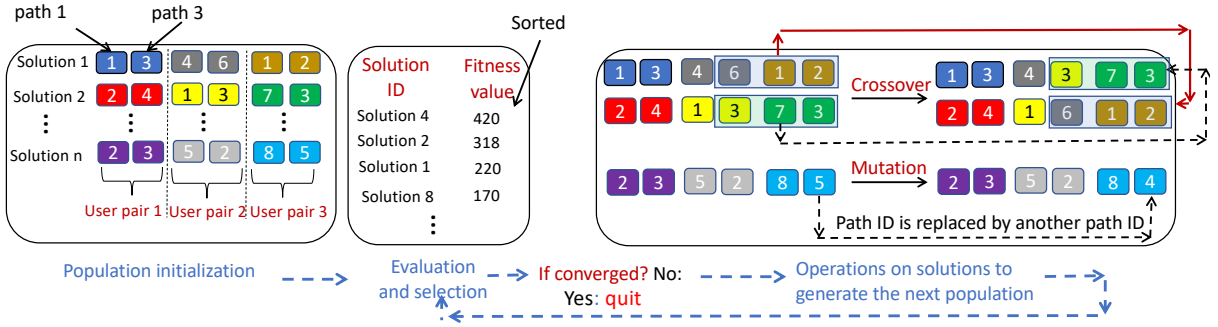 path 1
path 3
Solution 1
1 3 4 6 1 2
Solution 2
2 4 1 3 7 3
Solution n
2 3 5 2 8 5
User pair 1
User pair 2
User pair 3
Sorted
Solution ID
Fitness value
Solution 4 420
Solution 2 318
Solution 1 220
Solution 8 170
1 3 4 6 1 2
2 4 1 3 7 3
Crossover
1 3 4 3 7 3
2 4 1 6 1 2
2 3 5 2 8 5
Mutation
2 3 5 2 8 4
Path ID is replaced by another path ID
Population initialization
Evaluation
and selection
If converged? No:
Yes: quit
Operations on solutions to
generate the next population